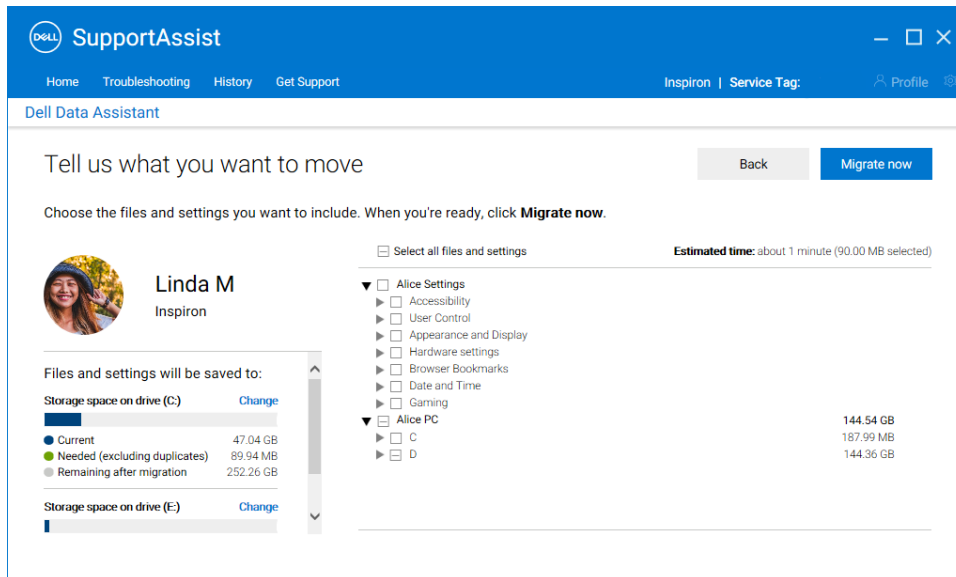 DELL SupportAssist
Home Troubleshooting History Get Support Inspiron | Service Tag: Profile
Dell Data Assistant
Tell us what you want to move
Back Migrate now
Choose the files and settings you want to include. When you're ready, click Migrate now.
Select all files and settings Estimated time: about 1 minute (90.00 MB selected)
Linda M
Inspiron
Files and settings will be saved to:
Storage space on drive (C:) Change
Current 47.04 GB
Needed (excluding duplicates) 89.94 MB
Remaining after migration 252.26 GB
Storage space on drive (E:) Change
Alice Settings
Accessibility
User Control
Appearance and Display
Hardware settings
Browser Bookmarks
Date and Time
Gaming
Alice PC 144.54 GB
C 187.99 MB
D 144.36 GB